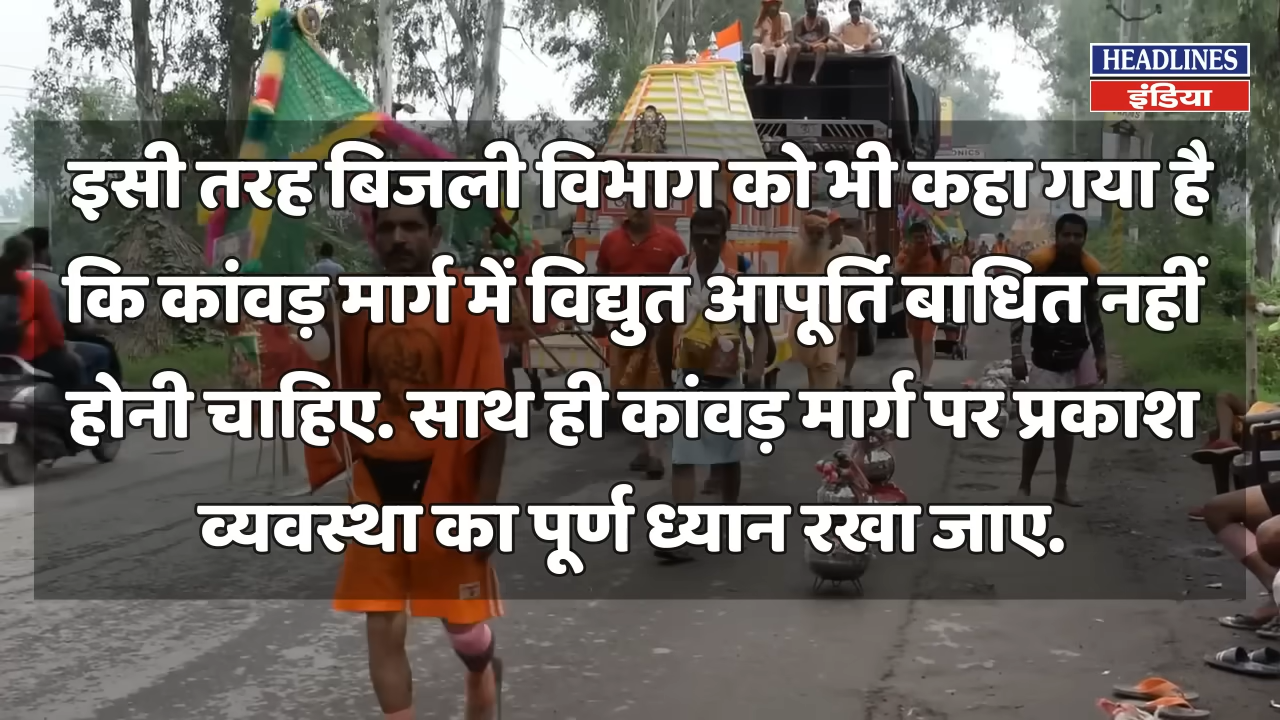 HEADLINES
इंडिया
इसी तरह बिजली विभाग को भी कहा गया है
कि कांवड़ मार्ग में विद्युत आपूर्ति बाधित नहीं
होनी चाहिए. साथ ही कांवड़ मार्ग पर प्रकाश
व्यवस्था का पूर्ण ध्यान रखा जाए.